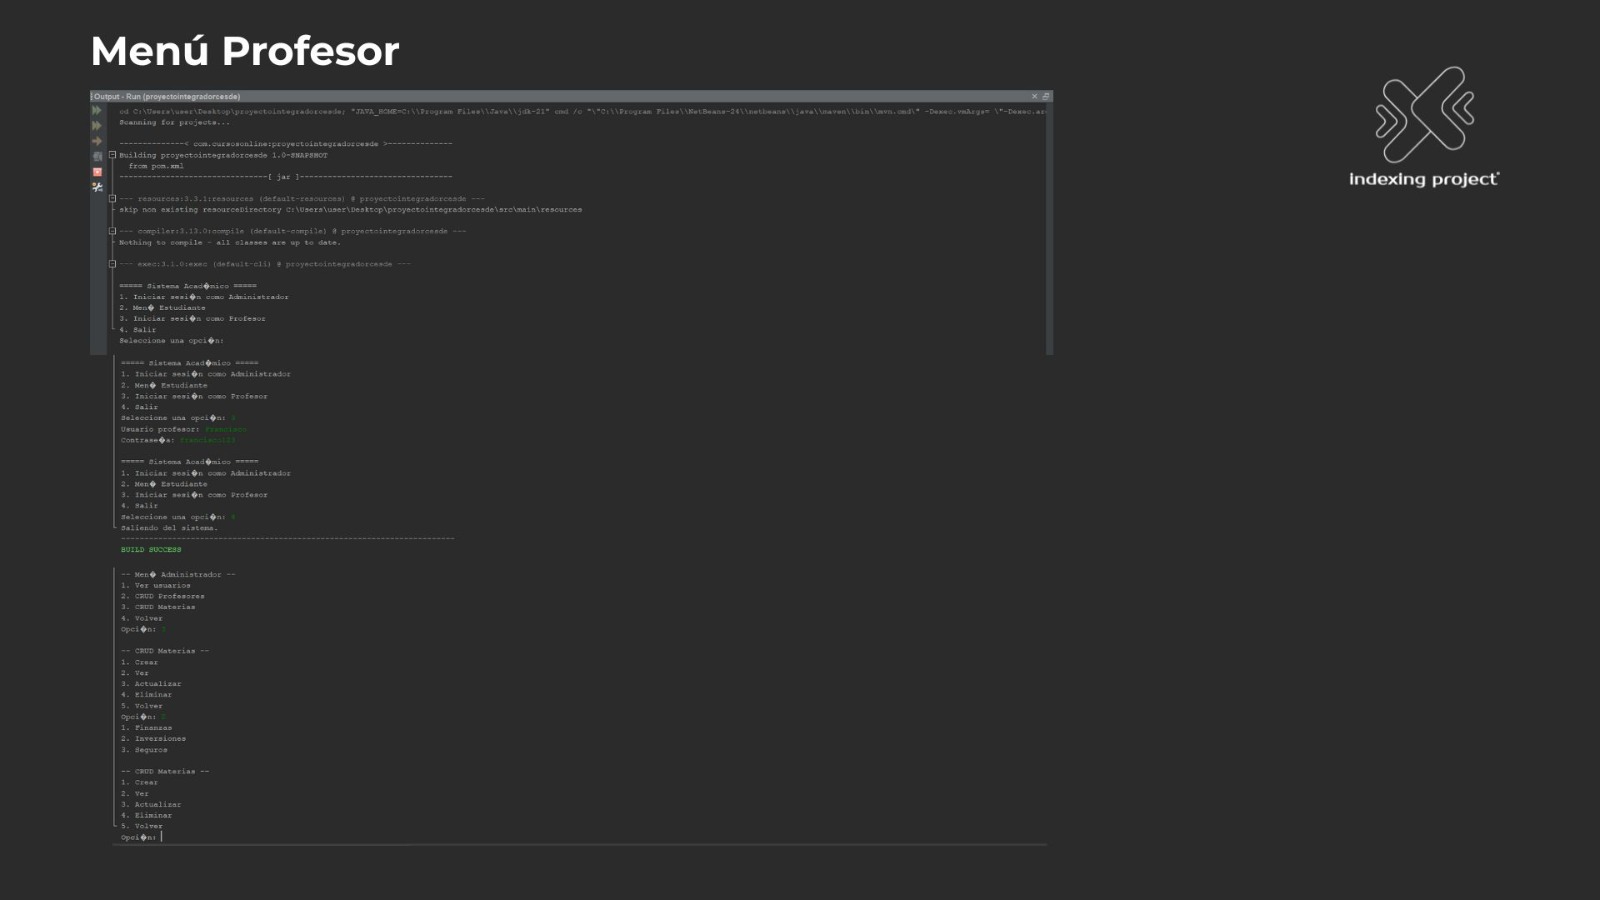 Menú Profesor
Output - Run (proyectointegradorcesde)
cd C:\Users\user\Desktop\proyectointegradorcesde; "JAVA_HOME=C:\\Program Files\\Java\\jdk-21" cmd /c "\"C:\\Program Files\\NetBeans-24\\netbeans\\java\\maven\\bin\\mvn.cmd\" -Dexec.vmArgs= \"-Dexec.ar
Scanning for projects...
-------------< com.cursosonline:proyectointegradorcesde >-------------
Building proyectointegradorcesde 1.0-SNAPSHOT
from pom.xml
--------------------------------[ jar ]---------------------------------
--- resources:3.3.1:resources (default-resources) @ proyectointegradorcesde ---
skip non existing resourceDirectory C:\Users\user\Desktop\proyectointegradorcesde\src\main\resources
--- compiler:3.13.0:compile (default-compile) @ proyectointegradorcesde ---
Nothing to compile - all classes are up to date.
--- exec:3.1.0:exec (default-cli) @ proyectointegradorcesde ---
===== Sistema Acad�mico =====
1. Iniciar sesi�n como Administrador
2. Men� Estudiante
3. Iniciar sesi�n como Profesor
4. Salir
Seleccione una opci�n:
===== Sistema Acad�mico =====
1. Iniciar sesi�n como Administrador
2. Men� Estudiante
3. Iniciar sesi�n como Profesor
4. Salir
Seleccione una opci�n: 3
Usuario profesor:
Contrase�a:
===== Sistema Acad�mico =====
1. Iniciar sesi�n como Administrador
2. Men� Estudiante
3. Iniciar sesi�n como Profesor
4. Salir
Seleccione una opci�n: 4
Saliendo del sistema.
------------------------------------------------------------------------
BUILD SUCCESS
-- Men� Administrador --
1. Ver usuarios
2. CRUD Profesores
3. CRUD Materias
4. Volver
Opci�n: 3
-- CRUD Materias --
1. Crear
2. Ver
3. Actualizar
4. Eliminar
5. Volver
Opci�n: 2
1. Finanzas
2. Inversiones
3. Seguros
-- CRUD Materias --
1. Crear
2. Ver
3. Actualizar
4. Eliminar
5. Volver
Opci�n:
indexing project